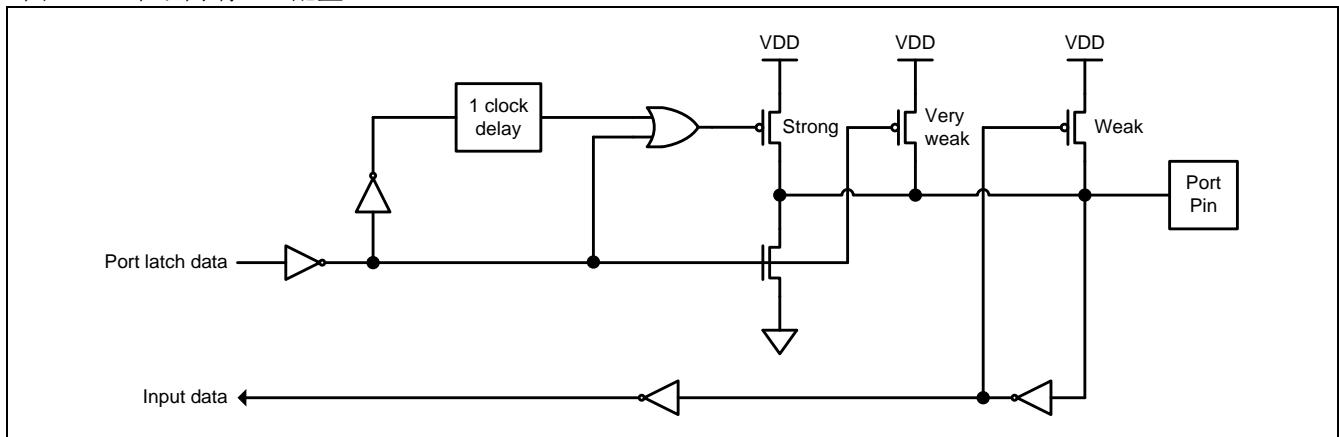 VDD
VDD
VDD
1 clock
delay
Strong
Very
weak
Weak
Port
Pin
Port latch data
Input data